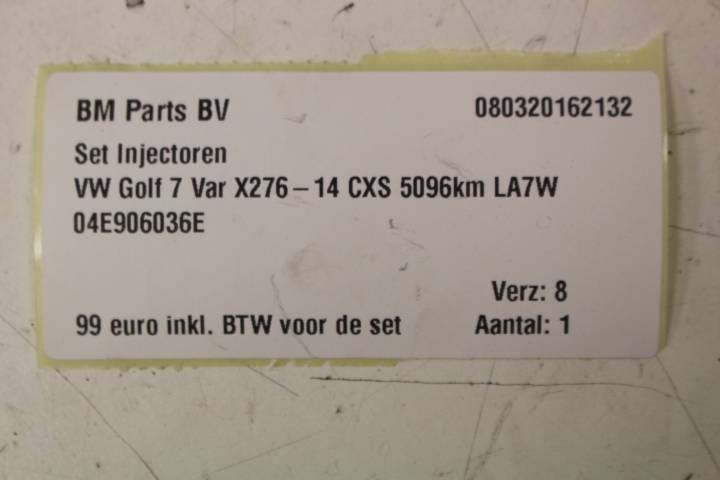 BM Parts BV 080320162132
Set Injectoren
VW Golf 7 Var X276-14 CXS 5096km LA7W
04E906036E
Verz: 8
99 euro inkl. BTW voor de set Aantal: 1